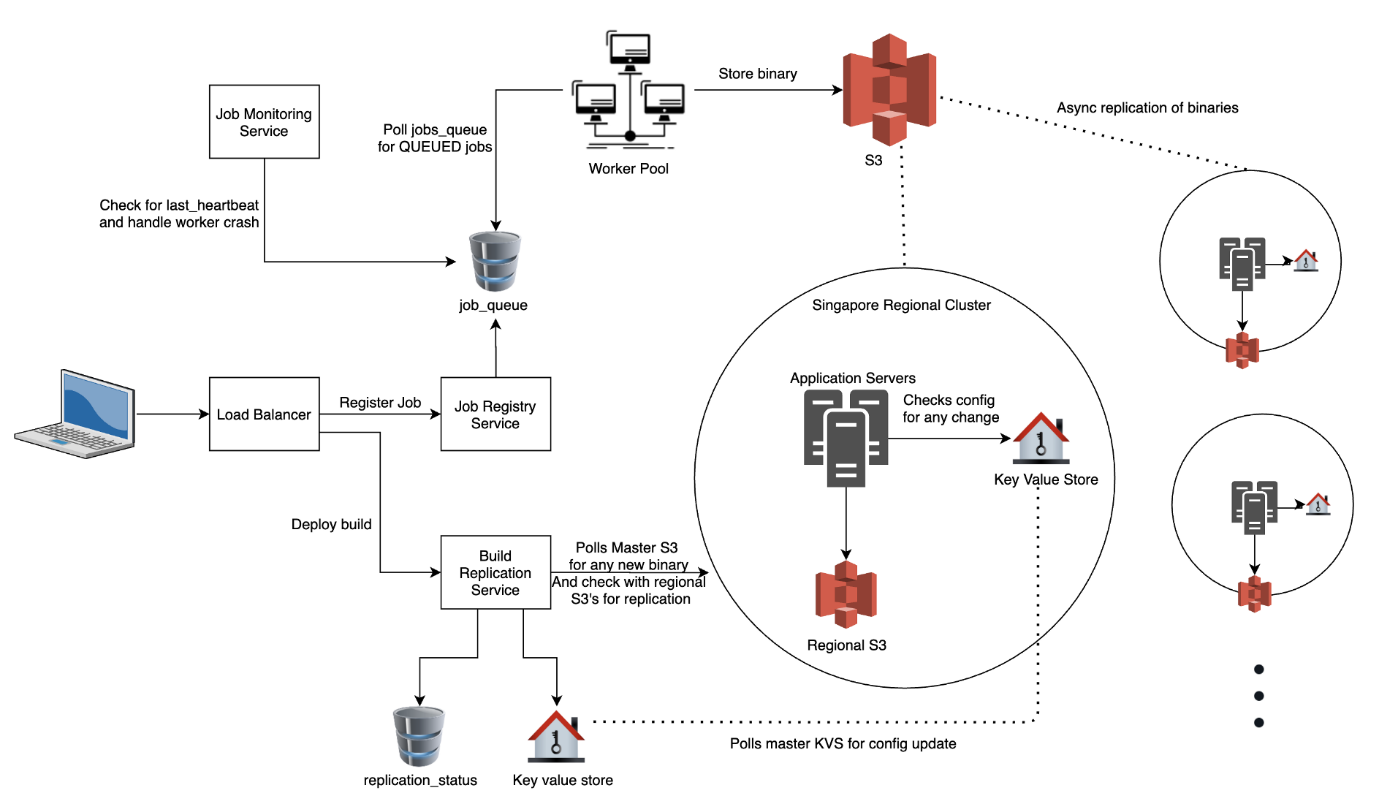 Job Monitoring
Service
Check for last_heartbeat
and handle worker crash
Poll jobs_queue
for QUEUED jobs
Worker Pool
Store binary
S3
Async replication of binaries
job_queue
Load Balancer
Register Job
Job Registry
Service
Deploy build
Build
Replication
Service
Polls Master S3
for any new binary
And check with regional
S3's for replication
replication_status
Key value store
Polls master KVS for config update
Singapore Regional Cluster
Application Servers
Checks config
for any change
Key Value Store
Regional S3